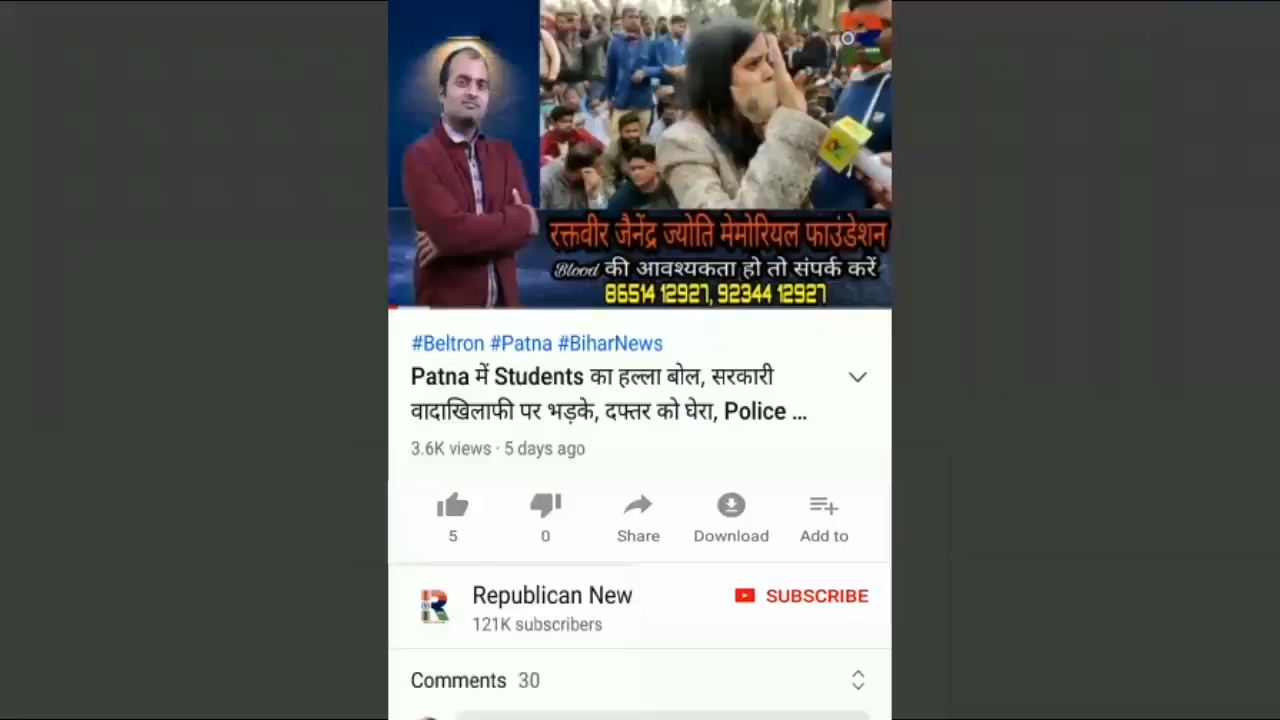 रक्तवीर जैनेंद्र ज्योति मेमोरियल फाउंडेशन
Blood की आवश्यकता हो तो संपर्क करें
86514 12927, 92344 12927
#Beltron #Patna #BiharNews
Patna में Students का हल्ला बोल, सरकारी
वादाखिलाफी पर भड़के, दफ्तर को घेरा, Police ...
3.6K views · 5 days ago
5
0
Share
Download
Add to
Republican New
121K subscribers
SUBSCRIBE
Comments 30